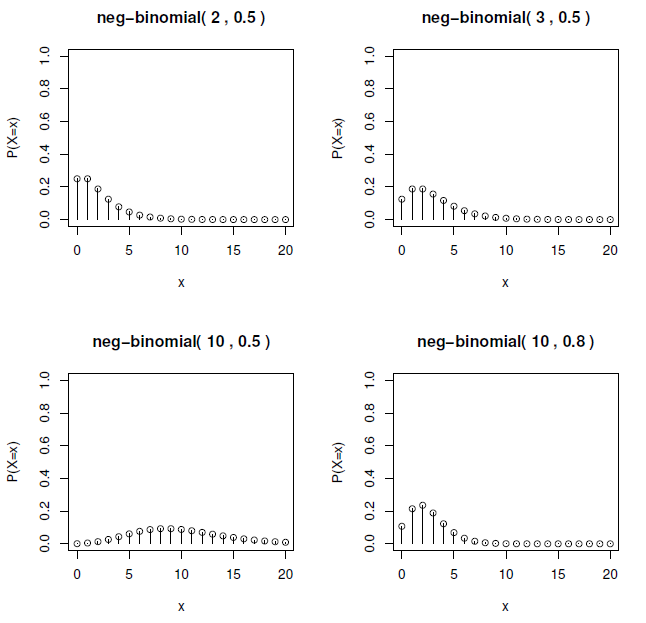 neg−binomial( 2 , 0.5 )
P(X=x)
0.0 0.2 0.4 0.6 0.8 1.0
0 5 10 15 20
x
neg−binomial( 3 , 0.5 )
P(X=x)
0.0 0.2 0.4 0.6 0.8 1.0
0 5 10 15 20
x
neg−binomial( 10 , 0.5 )
P(X=x)
0.0 0.2 0.4 0.6 0.8 1.0
0 5 10 15 20
x
neg−binomial( 10 , 0.8 )
P(X=x)
0.0 0.2 0.4 0.6 0.8 1.0
0 5 10 15 20
x